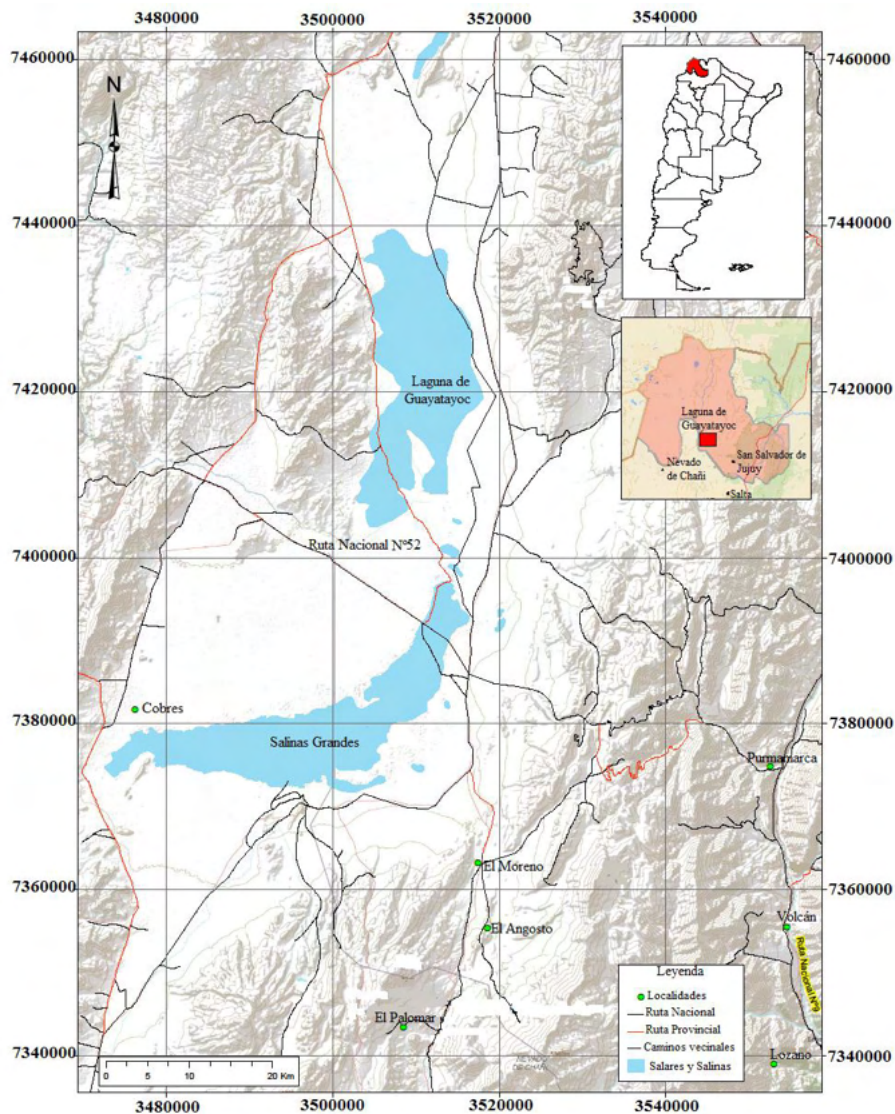 3480000 3500000 3520000 3540000
7460000
7460000
N
7440000
7440000
Laguna de
Guayatayoc
7420000
7420000
Laguna de
Guayatayoc
San Salvador de
Jujuy
Nevado
de Chañi
Salta
Ruta Nacional Nº52
7400000
7400000
Cobres
7380000
7380000
Salinas Grandes
Purmamarca
El Moreno
7360000
7360000
Volcán
El Angosto
Ruta Nacional Nº9
Leyenda
Localidades
Ruta Nacional
Ruta Provincial
Caminos vecinales
Salares y Salinas
El Palomar
NEVADO
DE CHAÑI
Lozano
7340000
7340000
0 5 10 20 Km
3480000 3500000 3520000 3540000